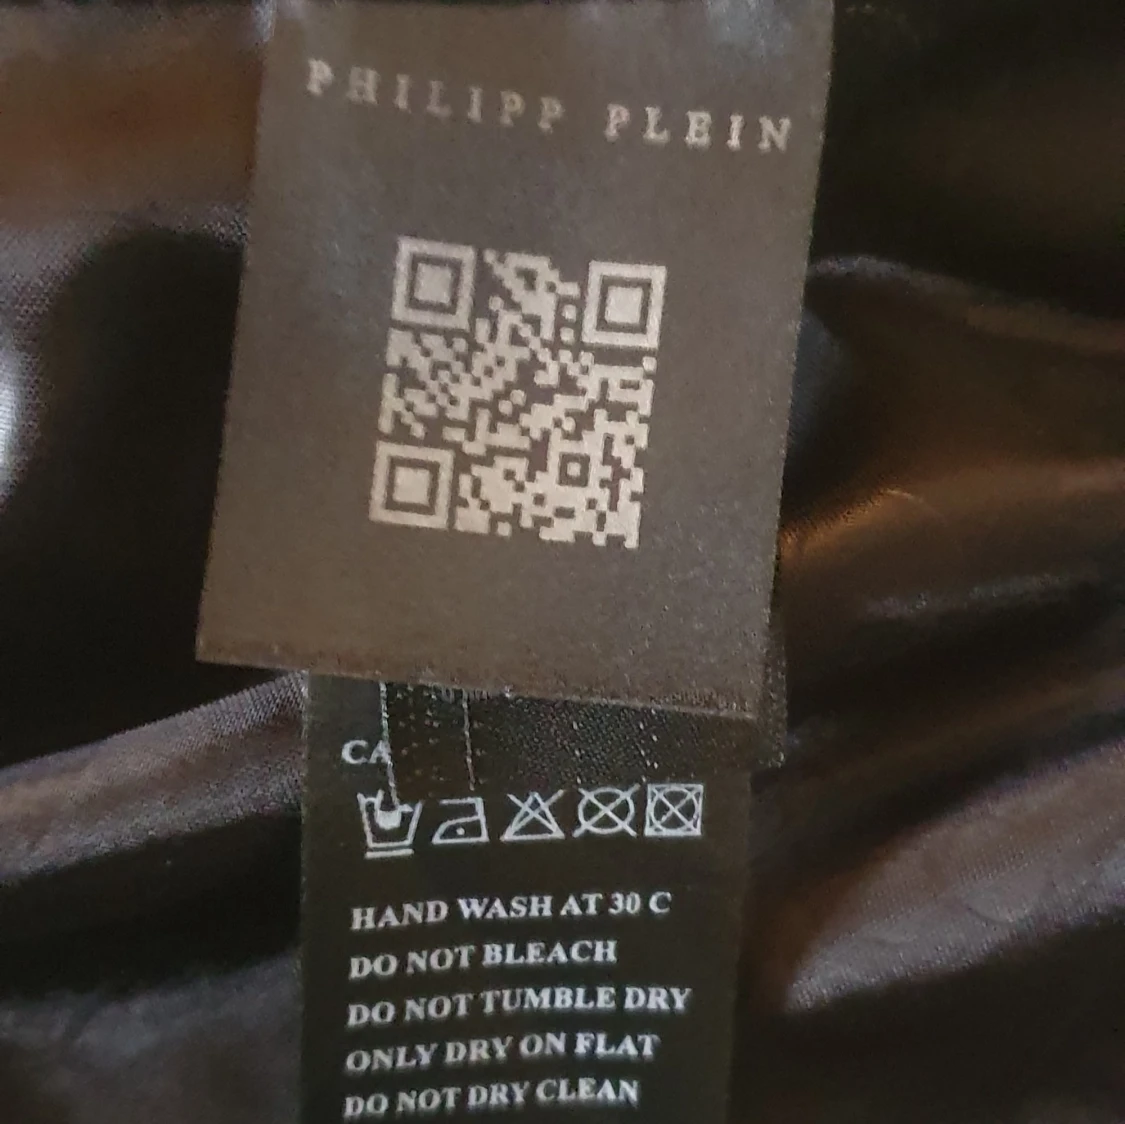 PHILIPP PLEIN
CA
HAND WASH AT 30 C
DO NOT BLEACH
DO NOT TUMBLE DRY
ONLY DRY ON FLAT
DO NOT DRY CLEAN